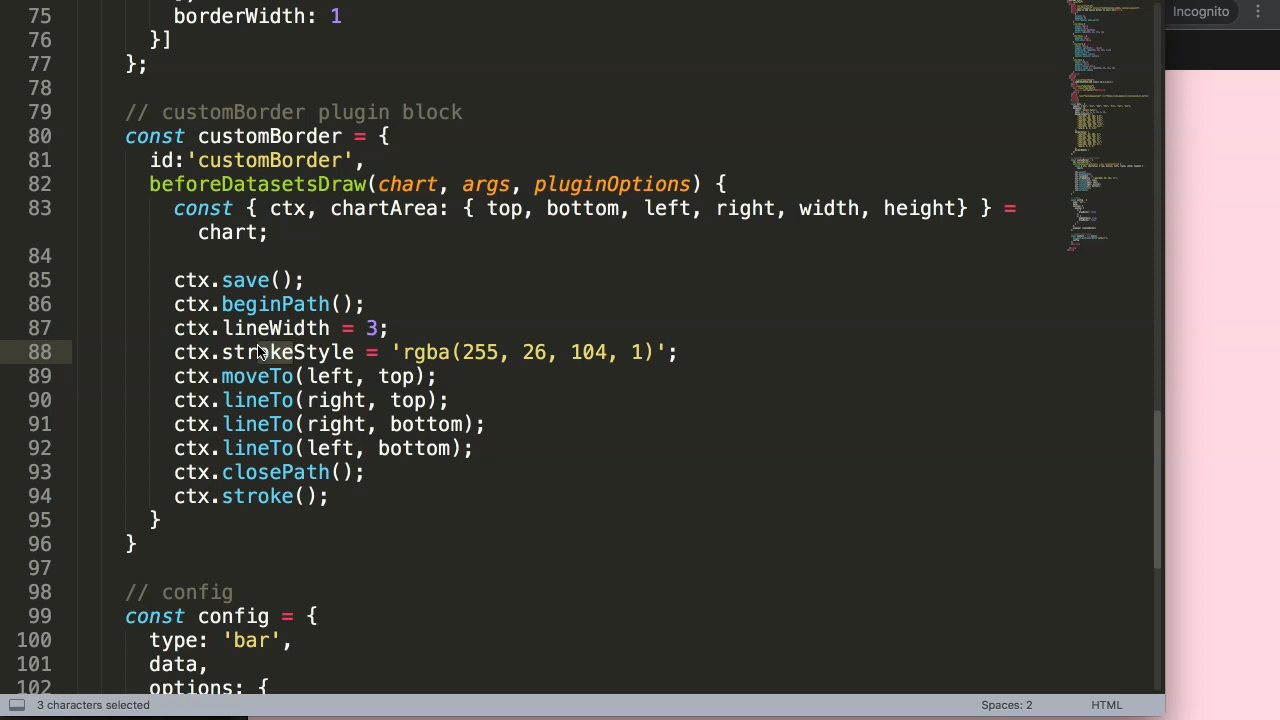 Incognito
75 borderWidth: 1
76 }]
77 };
78
79 // customBorder plugin block
80 const customBorder = {
81 id:'customBorder',
82 beforeDatasetsDraw(chart, args, pluginOptions) {
83 const { ctx, chartArea: { top, bottom, left, right, width, height} } =
chart;
84
85 ctx.save();
86 ctx.beginPath();
87 ctx.lineWidth = 3;
88 ctx.strokeStyle = 'rgba(255, 26, 104, 1)';
89 ctx.moveTo(left, top);
90 ctx.lineTo(right, top);
91 ctx.lineTo(right, bottom);
92 ctx.lineTo(left, bottom);
93 ctx.closePath();
94 ctx.stroke();
95 }
96 }
97
98 // config
99 const config = {
100 type: 'bar',
101 data,
102 options: {
3 characters selected
Spaces: 2
HTML